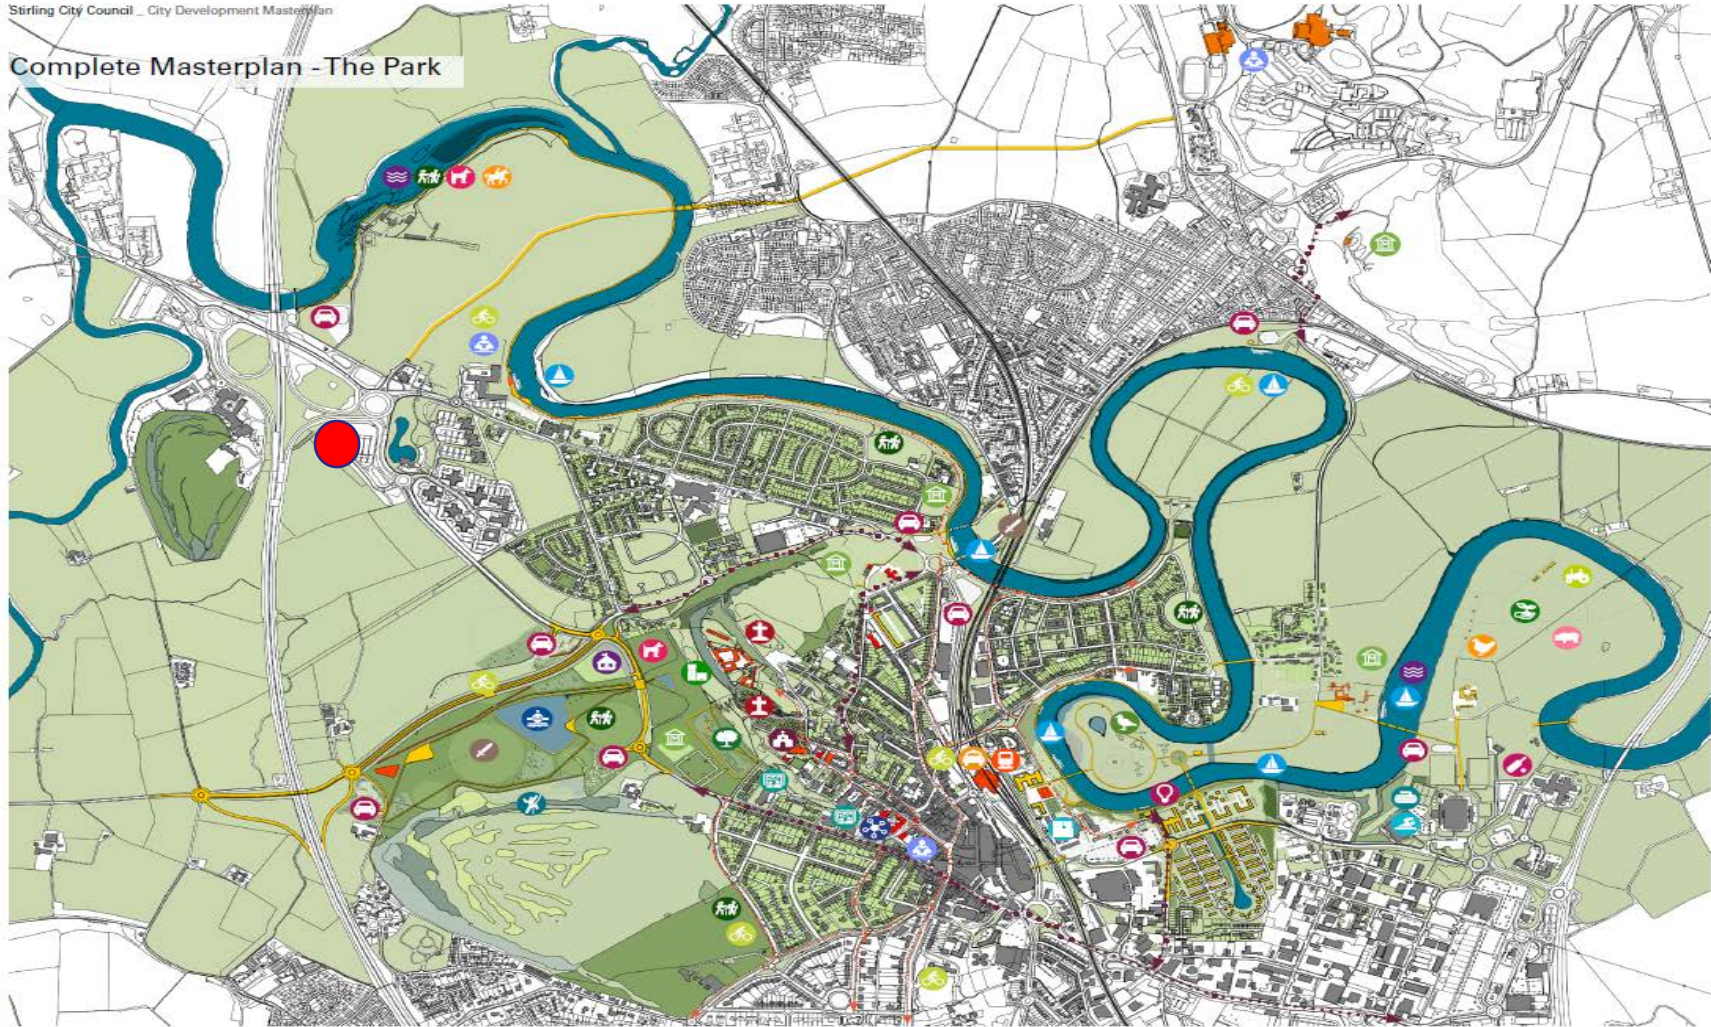 Stirling City Council _ City Development Masterplan
Complete Masterplan - The Park